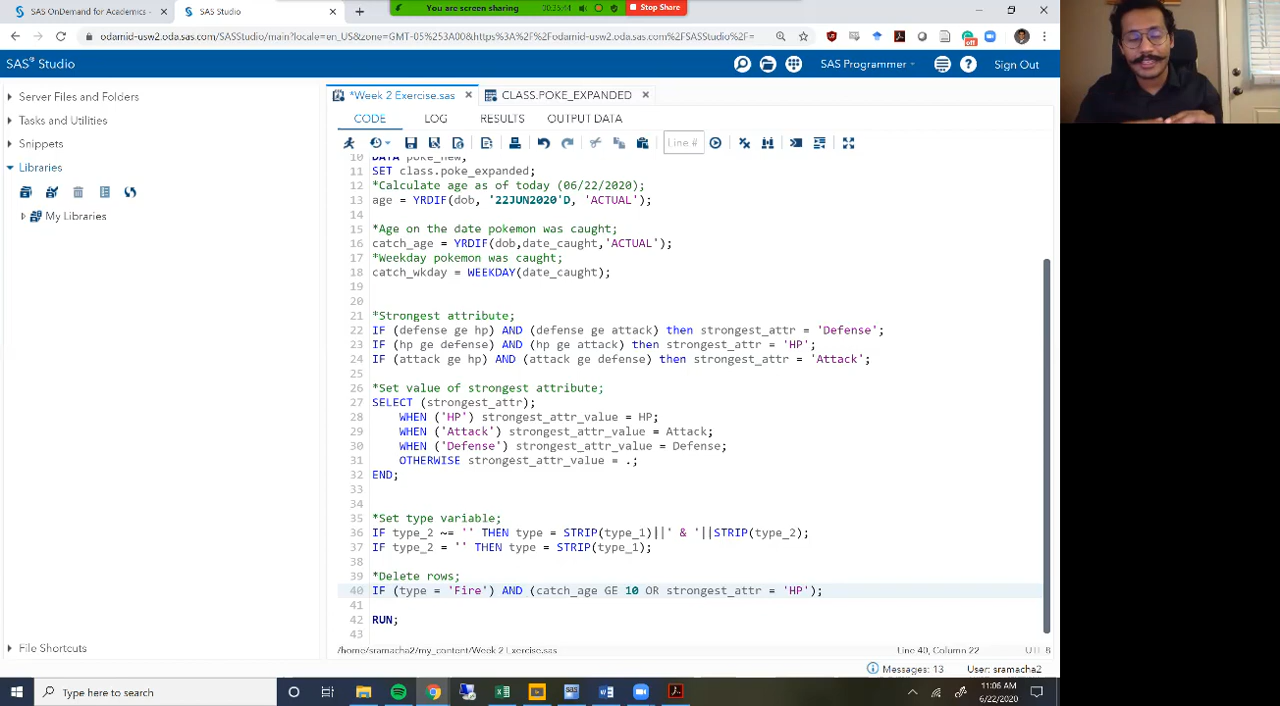 SAS OnDemand for Academics -
SAS Studio
You are screen sharing
Stop Share
odamid-usw2.oda.sas.com/SASStudio/main?locale=en_US&zone=GMT-05%253A00&https%3A%2F%2Fodamid-usw2.oda.sas.com%2FSASStudio%2F=
off
SAS® Studio
SAS Programmer
Sign Out
Server Files and Folders
Tasks and Utilities
Snippets
Libraries
My Libraries
File Shortcuts
*Week 2 Exercise.sas
CLASS.POKE_EXPANDED
CODE LOG RESULTS OUTPUT DATA
Line #
10 DATA poke_new;
11 SET class.poke_expanded;
12 *Calculate age as of today (06/22/2020);
13 age = YRDIF(dob, '22JUN2020'D, 'ACTUAL');
14
15 *Age on the date pokemon was caught;
16 catch_age = YRDIF(dob,date_caught,'ACTUAL');
17 *Weekday pokemon was caught;
18 catch_wkday = WEEKDAY(date_caught);
19
20
21 *Strongest attribute;
22 IF (defense ge hp) AND (defense ge attack) then strongest_attr = 'Defense';
23 IF (hp ge defense) AND (hp ge attack) then strongest_attr = 'HP';
24 IF (attack ge hp) AND (attack ge defense) then strongest_attr = 'Attack';
25
26 *Set value of strongest attribute;
27 SELECT (strongest_attr);
28 WHEN ('HP') strongest_attr_value = HP;
29 WHEN ('Attack') strongest_attr_value = Attack;
30 WHEN ('Defense') strongest_attr_value = Defense;
31 OTHERWISE strongest_attr_value = .;
32 END;
33
34
35 *Set type variable;
36 IF type_2 ~= '' THEN type = STRIP(type_1)||' & '||STRIP(type_2);
37 IF type_2 = '' THEN type = STRIP(type_1);
38
39 *Delete rows;
40 IF (type = 'Fire') AND (catch_age GE 10 OR strongest_attr = 'HP');
41
42 RUN;
43
/home/sramacha2/my_content/Week 2 Exercise.sas
Line 40, Column 22
Messages: 13
User: sramacha2
Type here to search
11:06 AM
6/22/2020